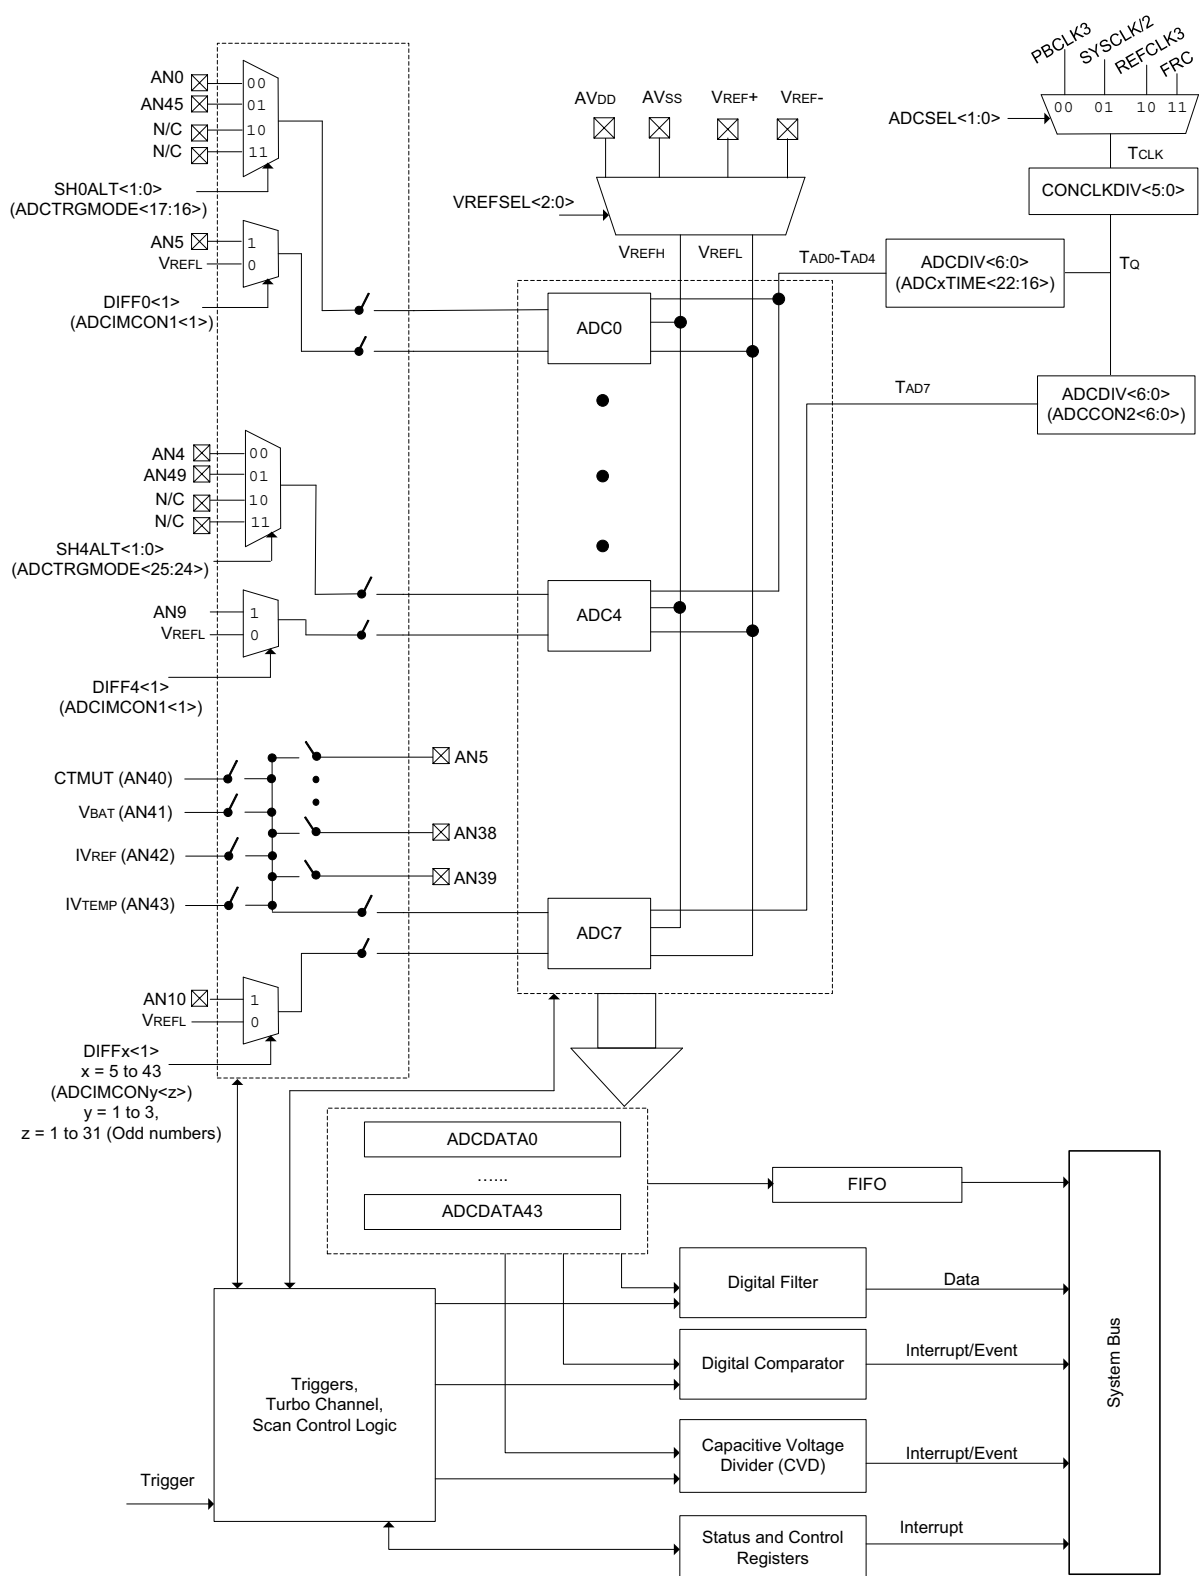 PBCLK3
SYSCLK/2
REFCLK3
FRC
00 01 10 11
ADCSEL<1:0>
TCLK
CONCLKDIV<5:0>
TQ
AN0
AN45
N/C
N/C
00
01
10
11
SH0ALT<1:0>
(ADCTRGMODE<17:16>)
AN5
VREFL
1
0
DIFF0<1>
(ADCIMCON1<1>)
AVDD AVSS VREF+ VREF-
VREFSEL<2:0>
VREFH VREFL
TAD0-TAD4
ADCDIV<6:0>
(ADCxTIME<22:16>)
ADC0
TAD7
ADCDIV<6:0>
(ADCCON2<6:0>)
AN4
AN49
N/C
N/C
00
01
10
11
SH4ALT<1:0>
(ADCTRGMODE<25:24>)
AN9
VREFL
1
0
DIFF4<1>
(ADCIMCON1<1>)
ADC4
CTMUT (AN40)
VBAT (AN41)
IVREF (AN42)
IVTEMP (AN43)
AN5
AN38
AN39
ADC7
AN10
VREFL
1
0
DIFFx<1>
x = 5 to 43
(ADCIMCONy<z>)
y = 1 to 3,
z = 1 to 31 (Odd numbers)
ADCDATA0
......
ADCDATA43
FIFO
Digital Filter
Data
Digital Comparator
Interrupt/Event
Capacitive Voltage
Divider (CVD)
Interrupt/Event
Status and Control
Registers
Interrupt
System Bus
Triggers,
Turbo Channel,
Scan Control Logic
Trigger